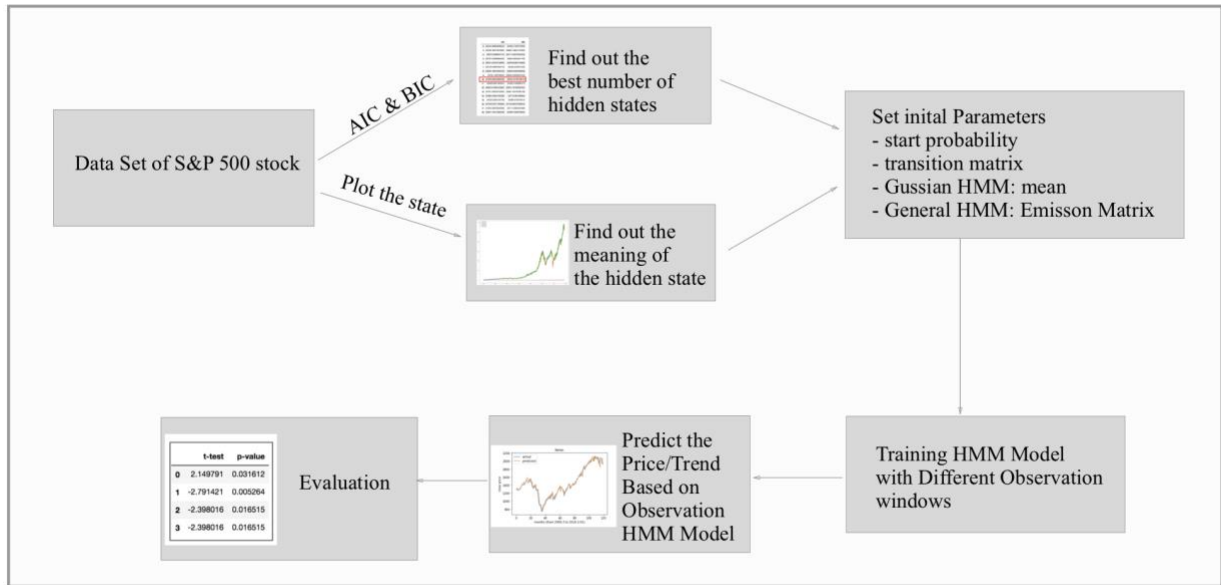 Data Set of S&P 500 stock
AIC & BIC
Plot the state
Find out the
best number of
hidden states
Find out the
meaning of
the hidden state
Set inital Parameters
- start probability
- transition matrix
- Gussian HMM: mean
- General HMM: Emisson Matrix
Training HMM Model
with Different Observation
windows
Predict the
Price/Trend
Based on
Observation
HMM Model
Evaluation
t-test p-value
0 2.149791 0.031612
1 -2.791421 0.005264
2 -2.398016 0.016515
3 -2.398016 0.016515